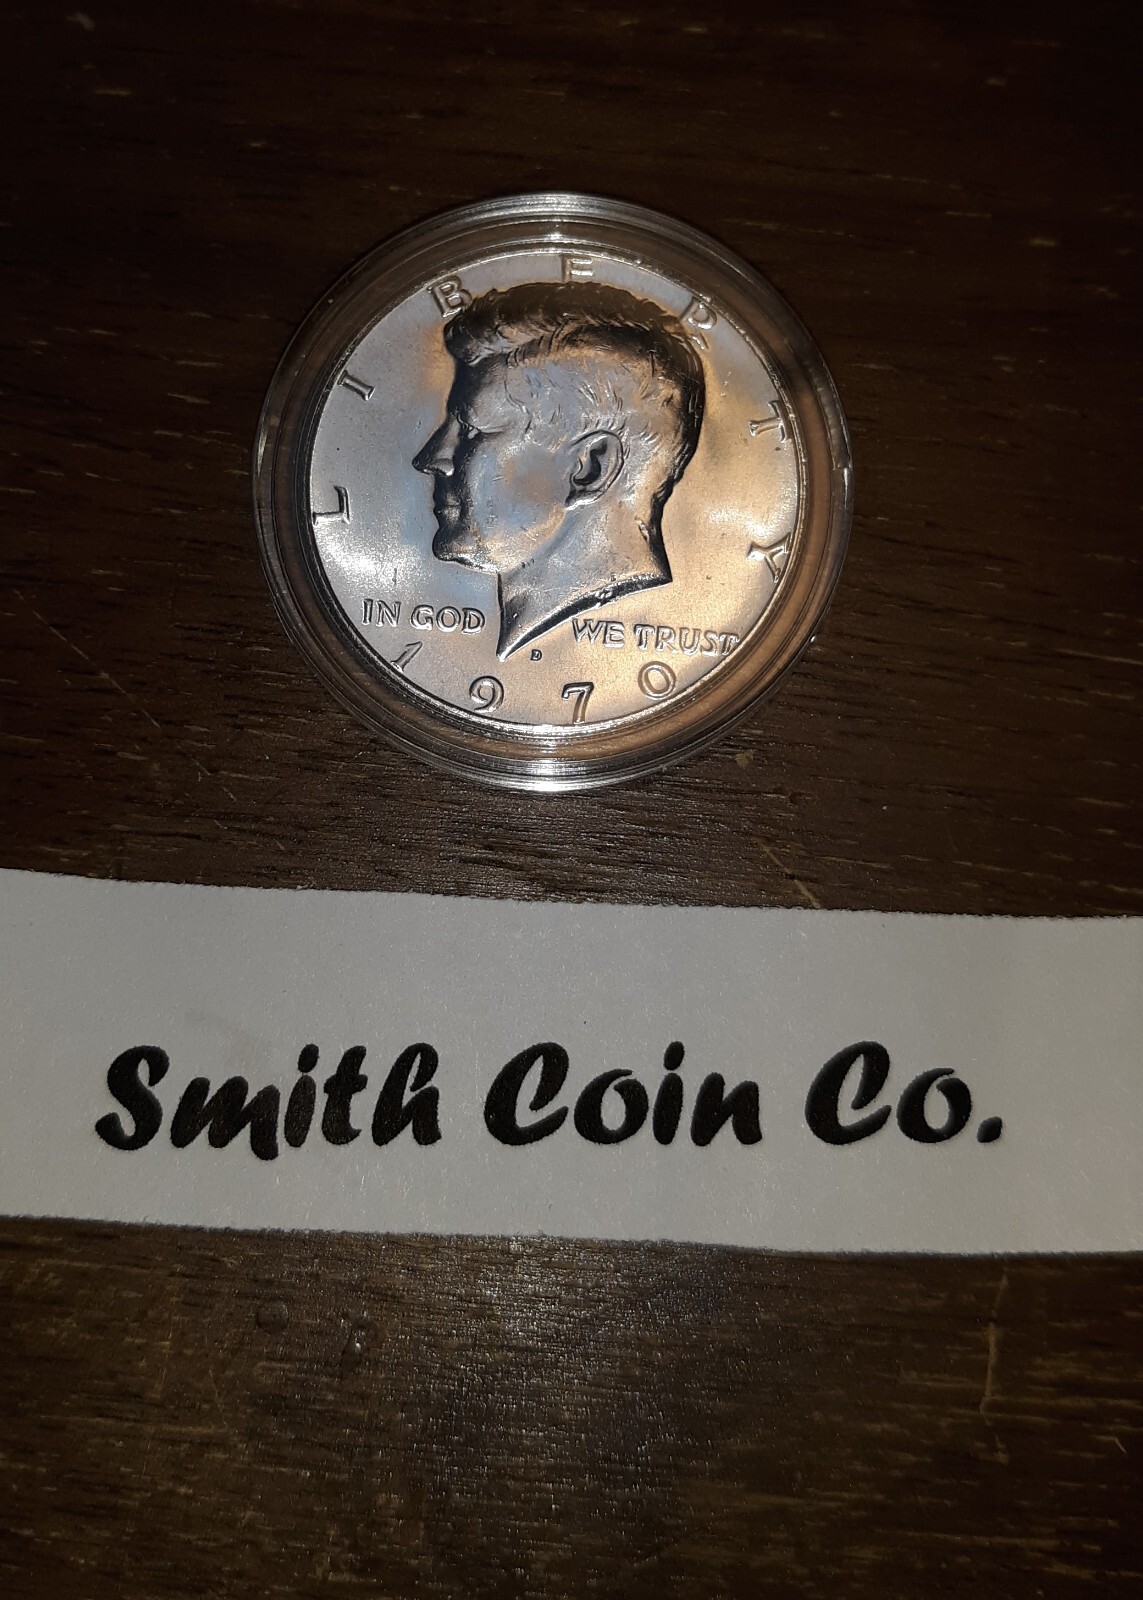 LIBERTY
IN GOD WE TRUST
D
1970
Smith Coin Co.